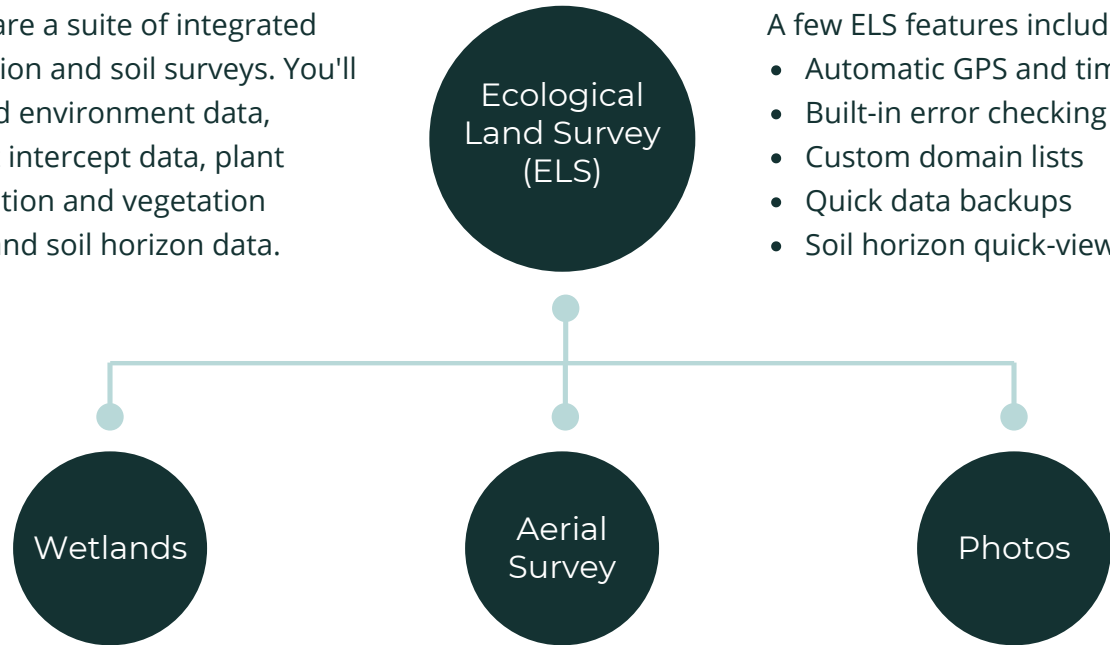 are a suite of integrated
tion and soil surveys. You'll
d environment data,
intercept data, plant
tion and vegetation
and soil horizon data.
Ecological
Land Survey
(ELS)
A few ELS features includ
• Automatic GPS and tim
• Built-in error checking
• Custom domain lists
• Quick data backups
• Soil horizon quick-view
Wetlands
Aerial
Survey
Photos